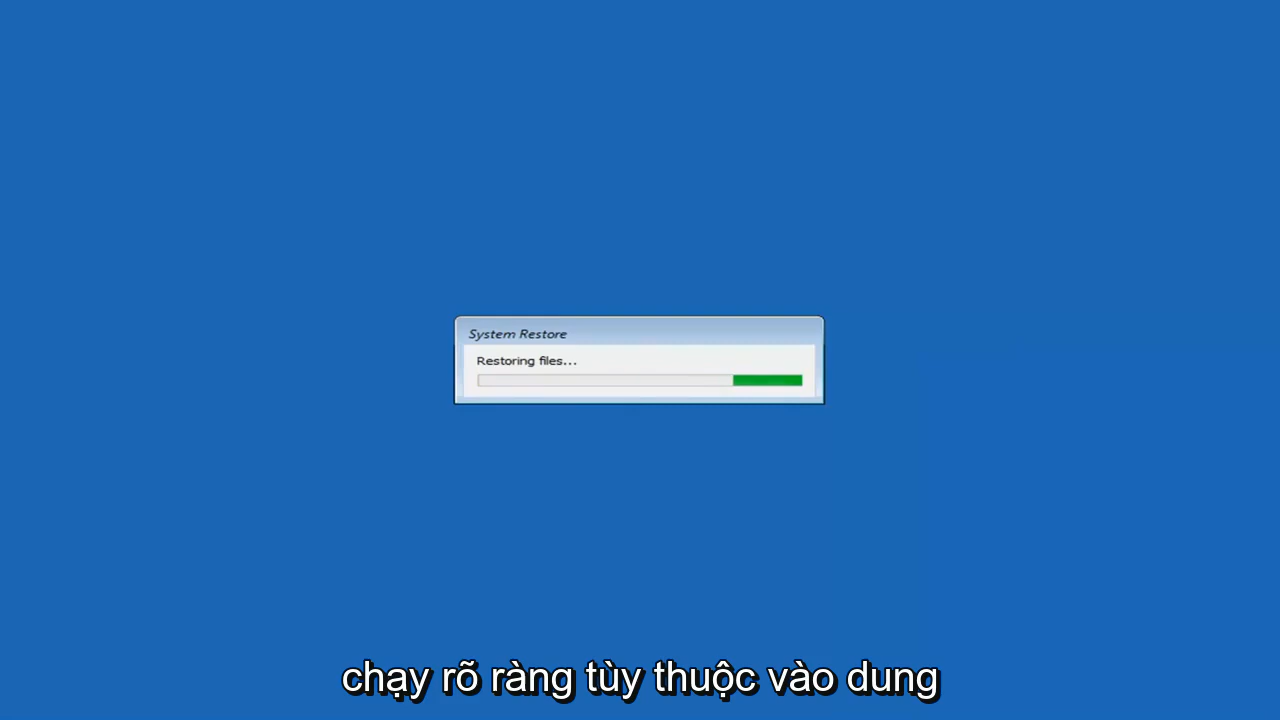 System Restore
Restoring files...
chạy rõ ràng tùy thuộc vào dung